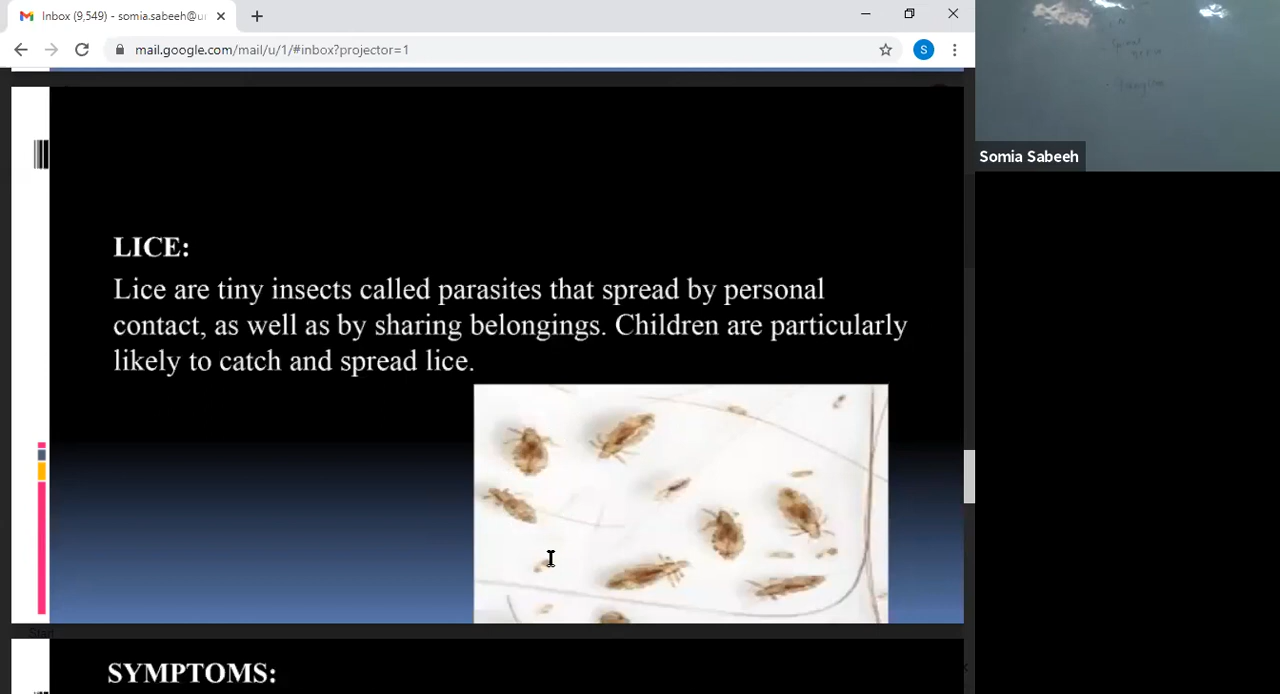 Inbox (9,549) - somia.sabeeh@u
mail.google.com/mail/u/1/#inbox?projector=1
S
Somia Sabeeh
LICE:
Lice are tiny insects called parasites that spread by personal
contact, as well as by sharing belongings. Children are particularly
likely to catch and spread lice.
SYMPTOMS: